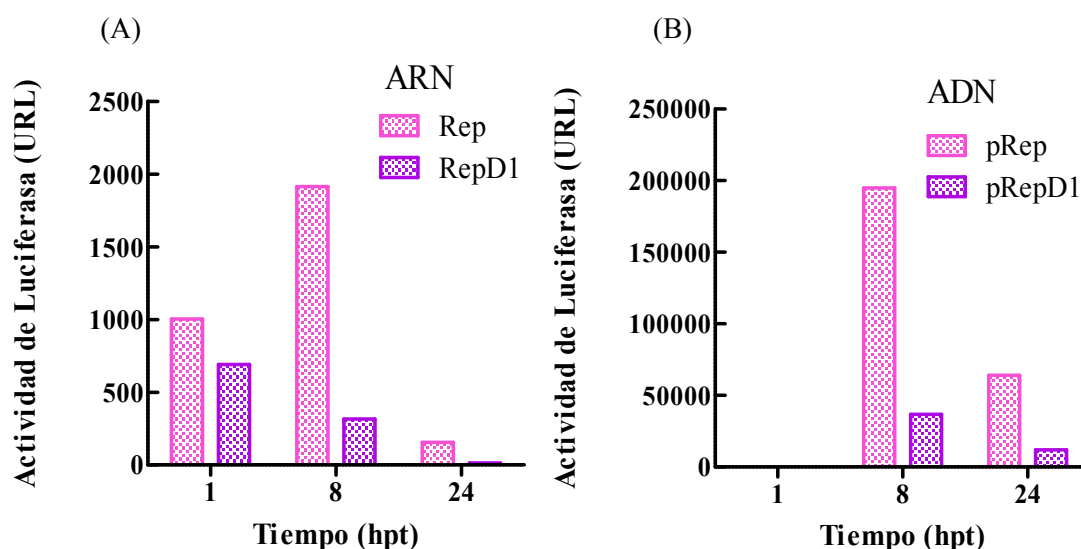 (A)
ARN
Rep
RepD1
Actividad de Luciferasa (URL)
2500
2000
1500
1000
500
0
1
8
24
Tiempo (hpt)
(B)
ADN
pRep
pRepD1
Actividad de Luciferasa (URL)
250000
200000
150000
100000
50000
0
1
8
24
Tiempo (hpt)